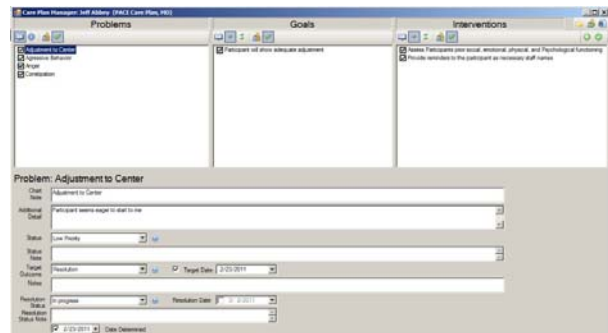 Care Plan Manager: Jeff Abbey (PACE Care Plan, MD)
Problems
Goals
Interventions
Adjustment to Center
Agressive Behavior
Anger
Constipation
Participant will show adequate adjustment
Assess Participants poor social, emotional, physical, and Psychological functioning
Provide reminders to the participant as necessary staff names
Problem: Adjustment to Center
Chart Note
Adjustment to Center
Additional Detail
Participant seems eager to start to me
Status
Low Priority
Status Note
Target Outcome
Resolution
Target Date
2/23/2011
Notes
Resolution Status
In progress
Resolution Date
Resolution Status Note
2/23/2011
Date Determined